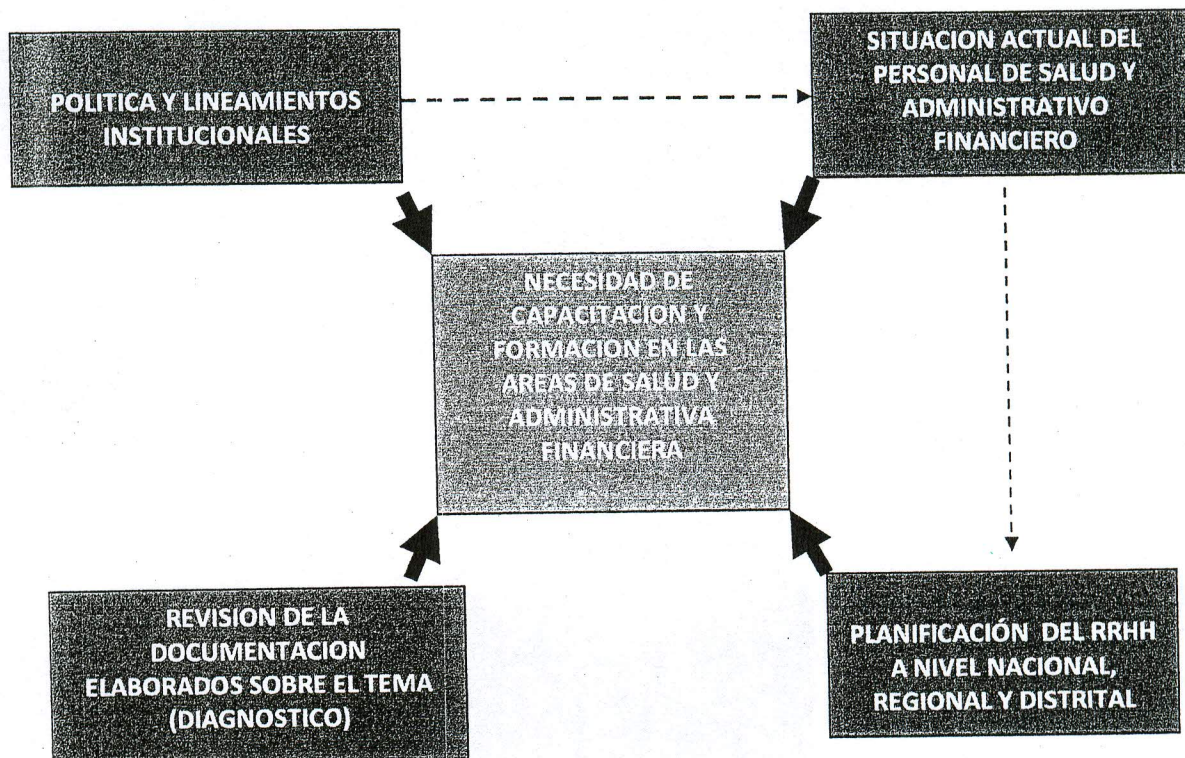 POLITICA Y LINEAMIENTOS
INSTITUCIONALES
SITUACION ACTUAL DEL
PERSONAL DE SALUD Y
ADMINISTRATIVO
FINANCIERO
NECESIDAD DE
CAPACITACION Y
FORMACION EN LAS
AREAS DE SALUD Y
ADMINISTRATIVA
FINANCIERA
REVISION DE LA
DOCUMENTACION
ELABORADOS SOBRE EL TEMA
(DIAGNOSTICO)
PLANIFICACIÓN DEL RRHH
A NIVEL NACIONAL,
REGIONAL Y DISTRITAL